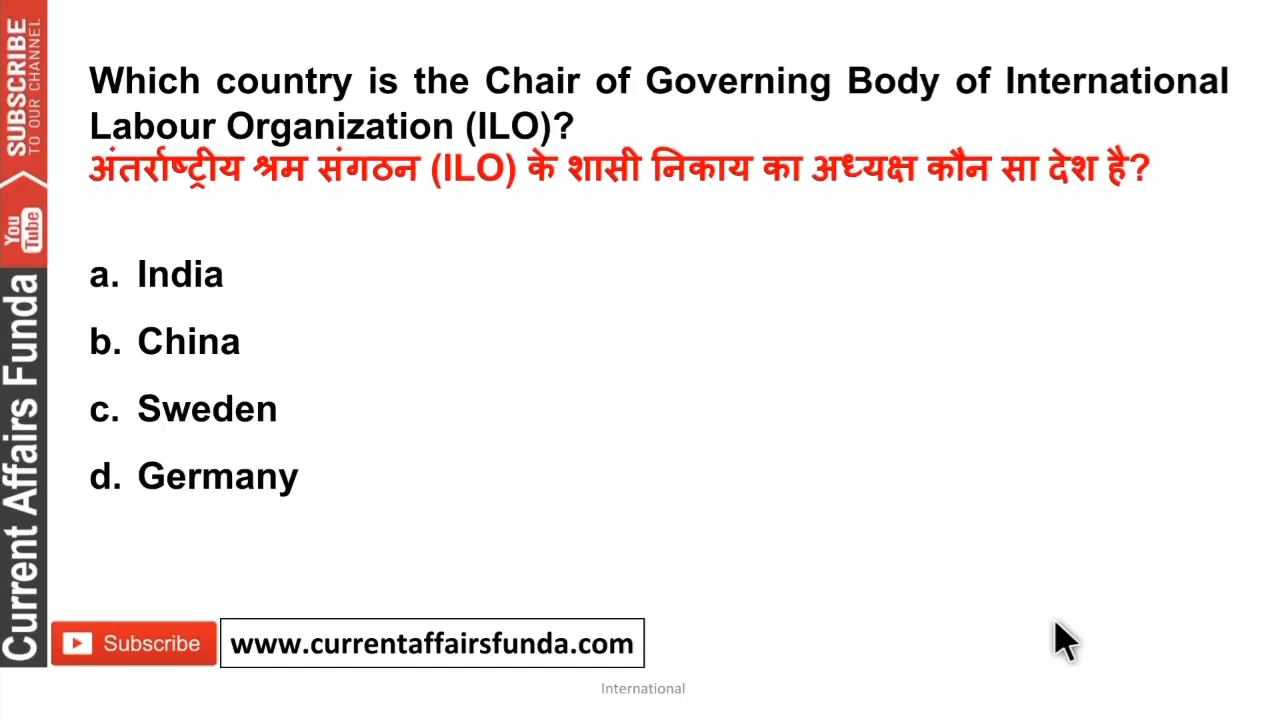 Which country is the Chair of Governing Body of International
Labour Organization (ILO)?
अंतर्राष्ट्रीय श्रम संगठन (ILO) के शासी निकाय का अध्यक्ष कौन सा देश है?
a. India
b. China
c. Sweden
d. Germany
SUBSCRIBE
TO OUR CHANNEL
You
Tube
Current Affairs Funda
Subscribe
www.currentaffairsfunda.com
International